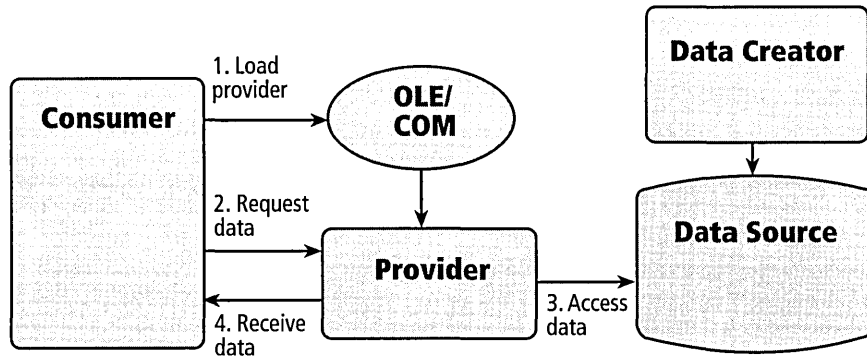 1. Load
provider
Consumer
OLE/
COM
Data Creator
2. Request
data
Provider
Data Source
3. Access
data
4. Receive
data